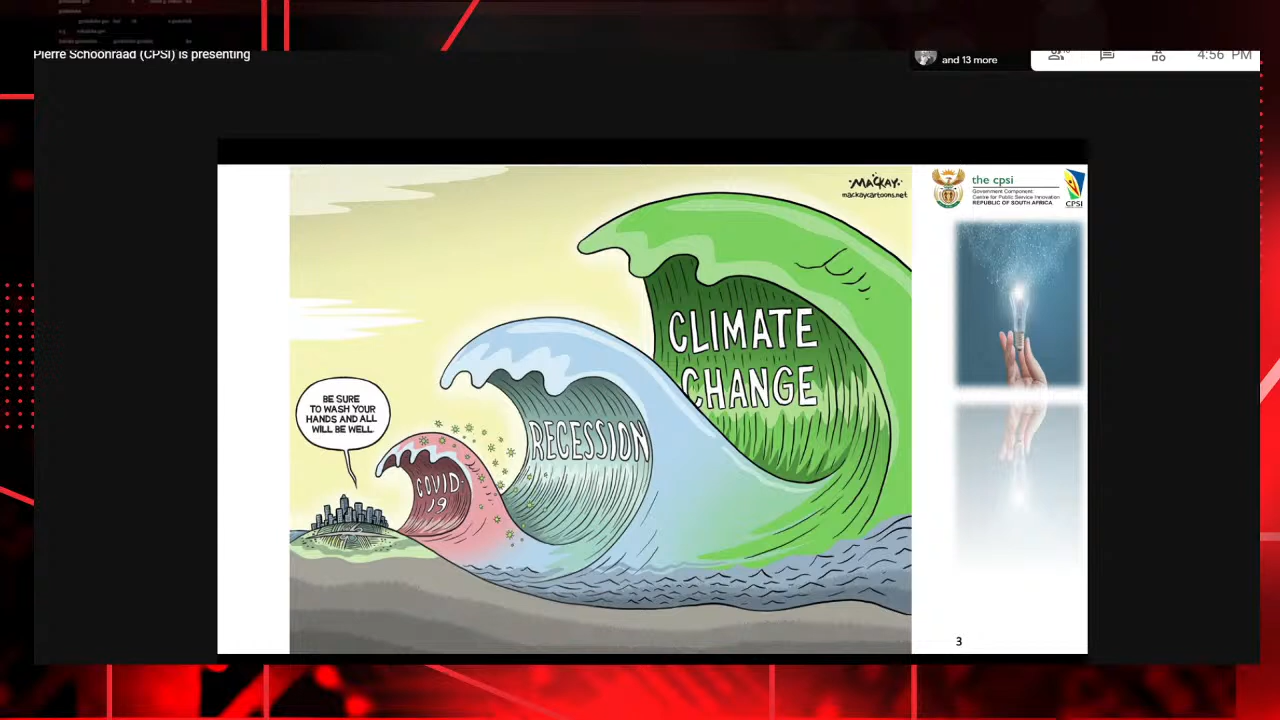 Pierre Schoonraad (CPSI) is presenting
and 13 more
4:56 PM
MACKAY
mackaycartoons.net
the cpsi
Government Component
Centre for Public Service Innovation
REPUBLIC OF SOUTH AFRICA
CPSI
CLIMATE
CHANGE
BE SURE
TO WASH YOUR
HANDS AND ALL
WILL BE WELL.
RECESSION
COVID-
19
3